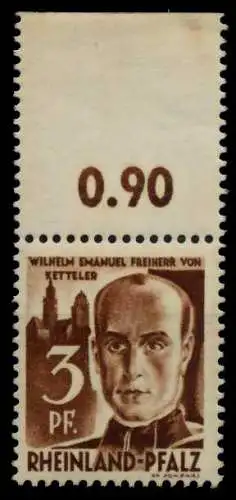 0.90
WILHELM EMANUEL FREIHERR VON
KETTELER
3
PF.
RHEINLAND-PFALZ